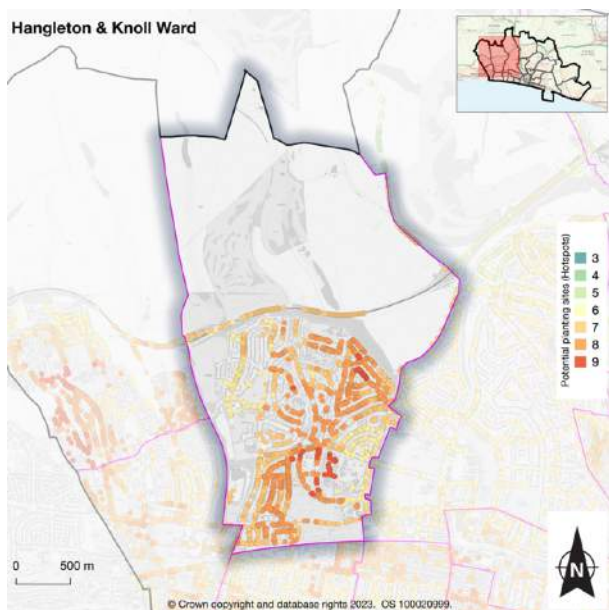 Hangleton & Knoll Ward
Potential planting sites (Hotspots)
3
4
5
6
7
8
9
0 500 m
N
© Crown copyright and database rights 2023. OS 100020999.